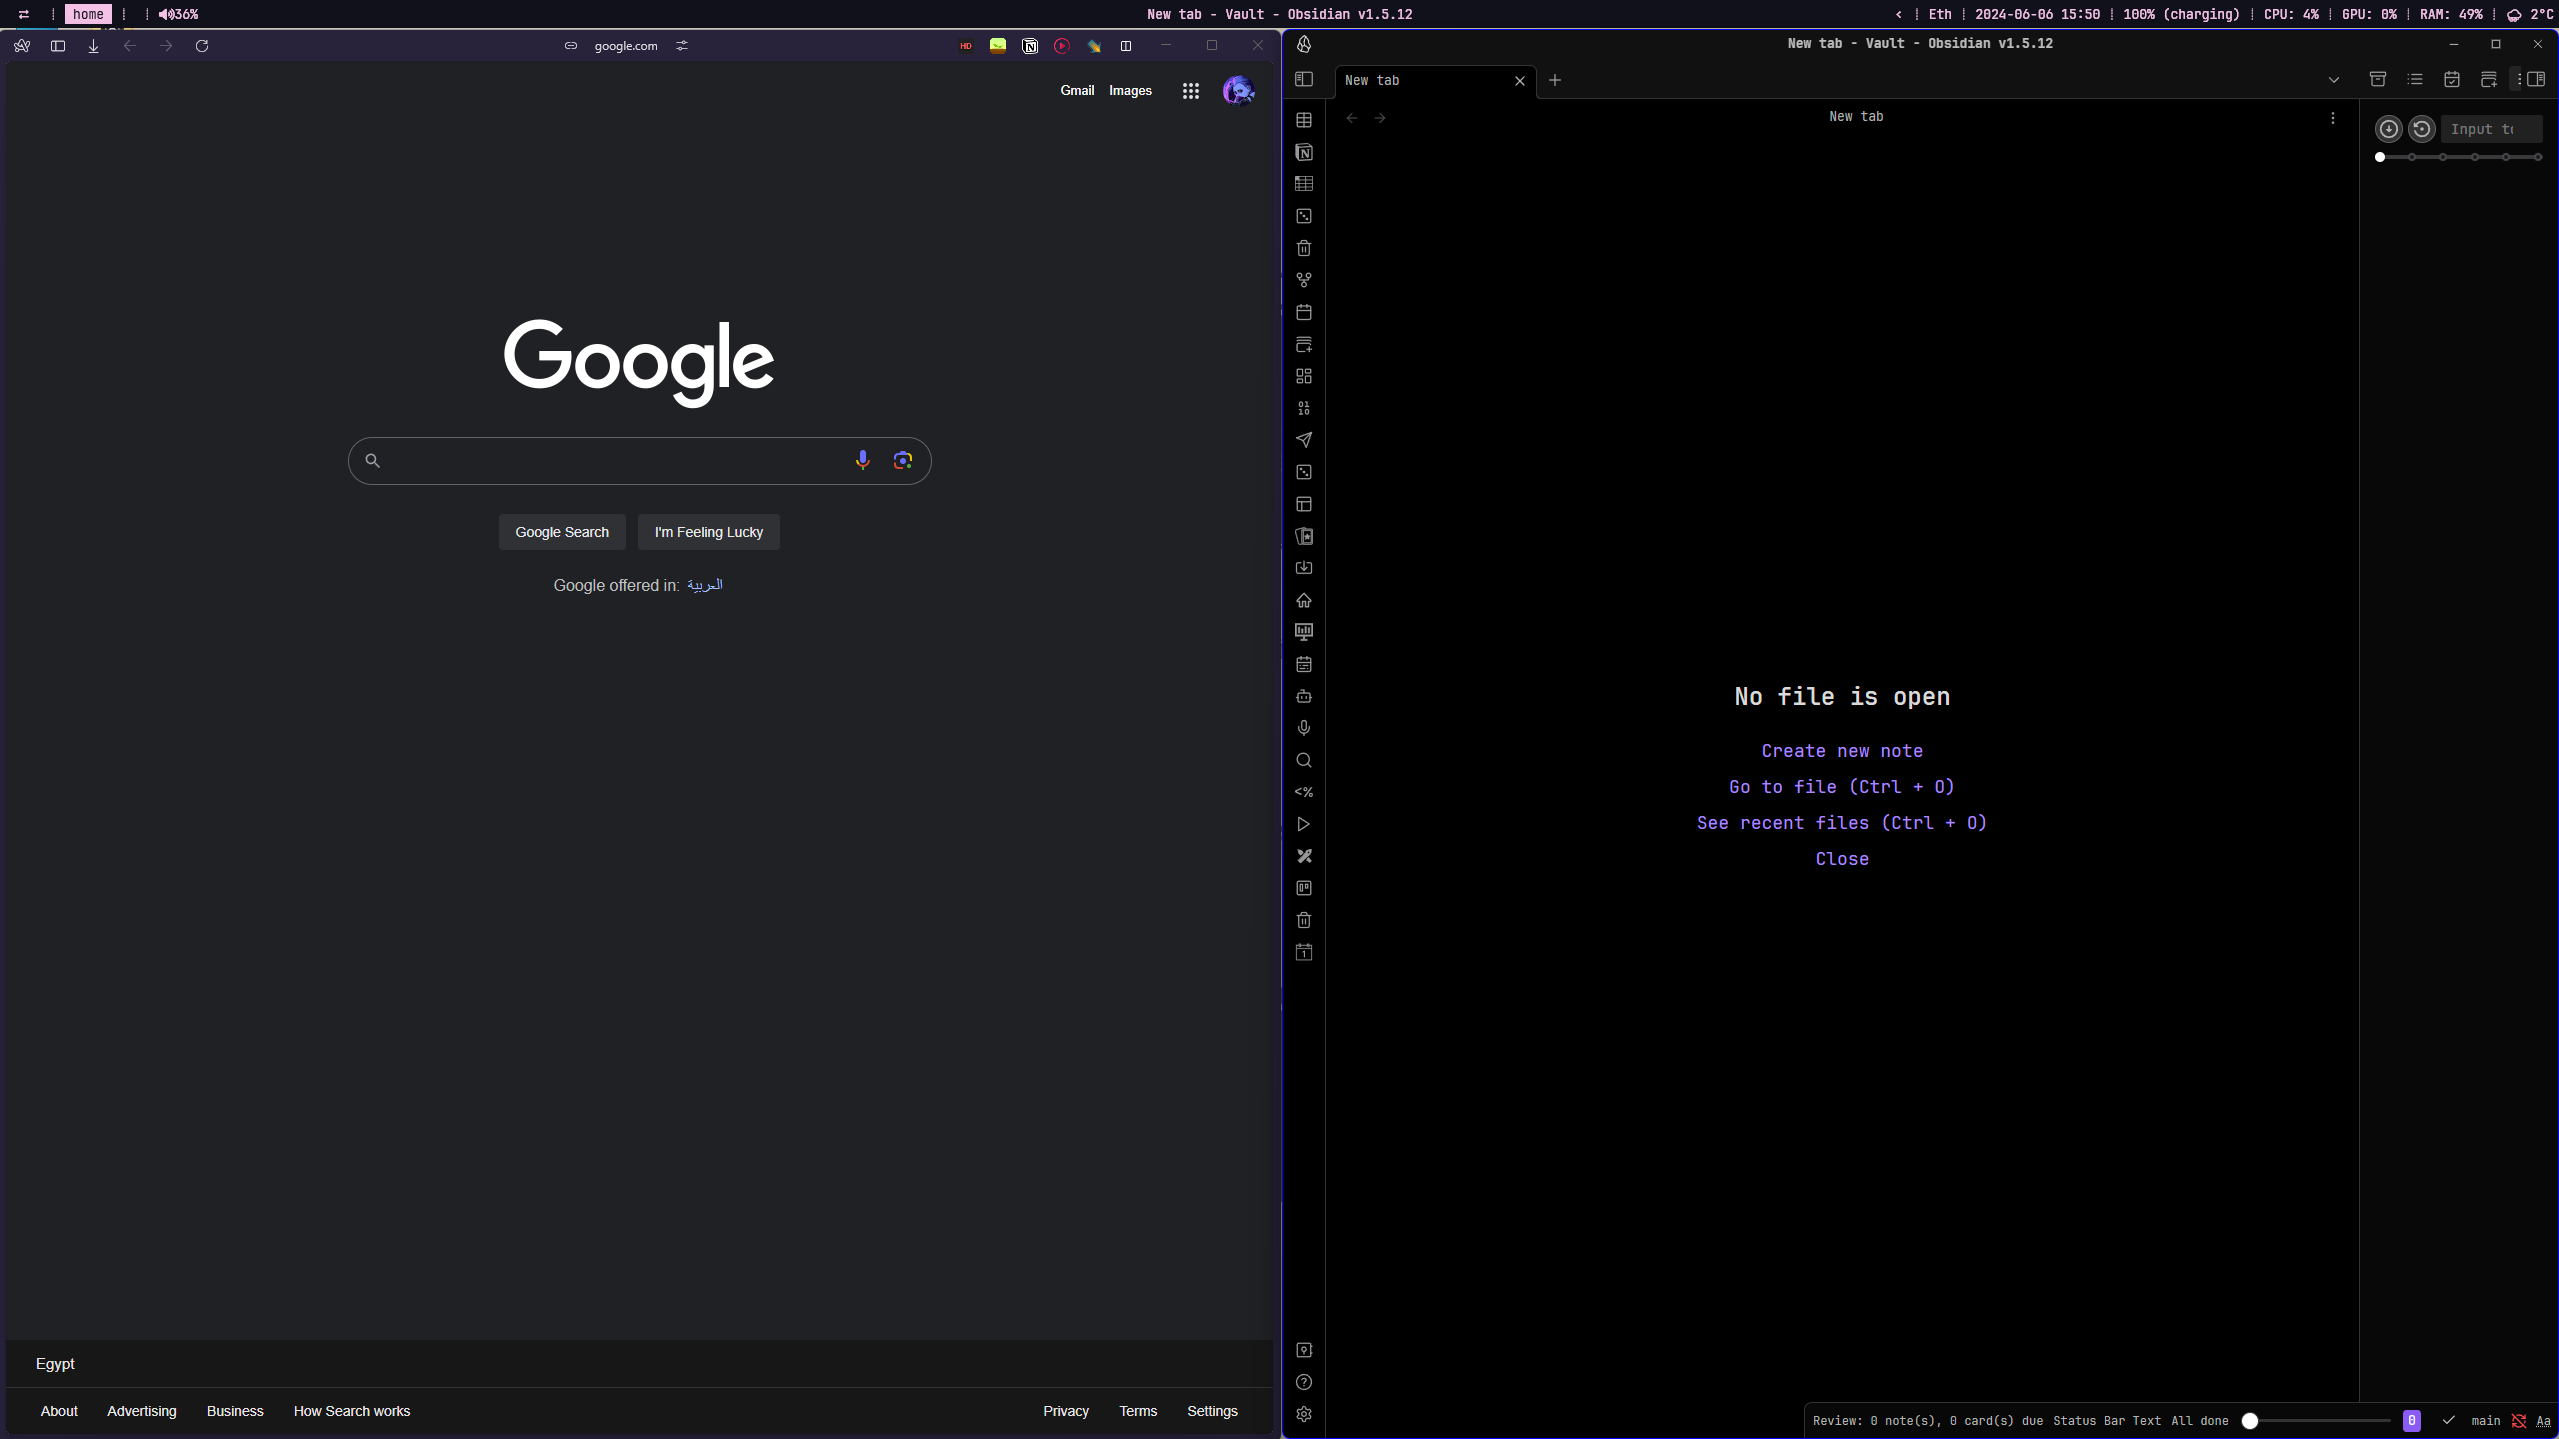 home
36%
New tab - Vault - Obsidian v1.5.12
Eth
2024-06-06 15:50
100% (charging)
CPU: 4%
GPU: 0%
RAM: 49%
2°C
google.com
HD
Gmail
Images
Google
Google Search
I'm Feeling Lucky
Google offered in: العربية
Egypt
About
Advertising
Business
How Search works
Privacy
Terms
Settings
New tab - Vault - Obsidian v1.5.12
New tab
New tab
No file is open
Create new note
Go to file (Ctrl + O)
See recent files (Ctrl + O)
Close
Review: 0 note(s), 0 card(s) due
Status Bar Text
All done
0
main
Aa